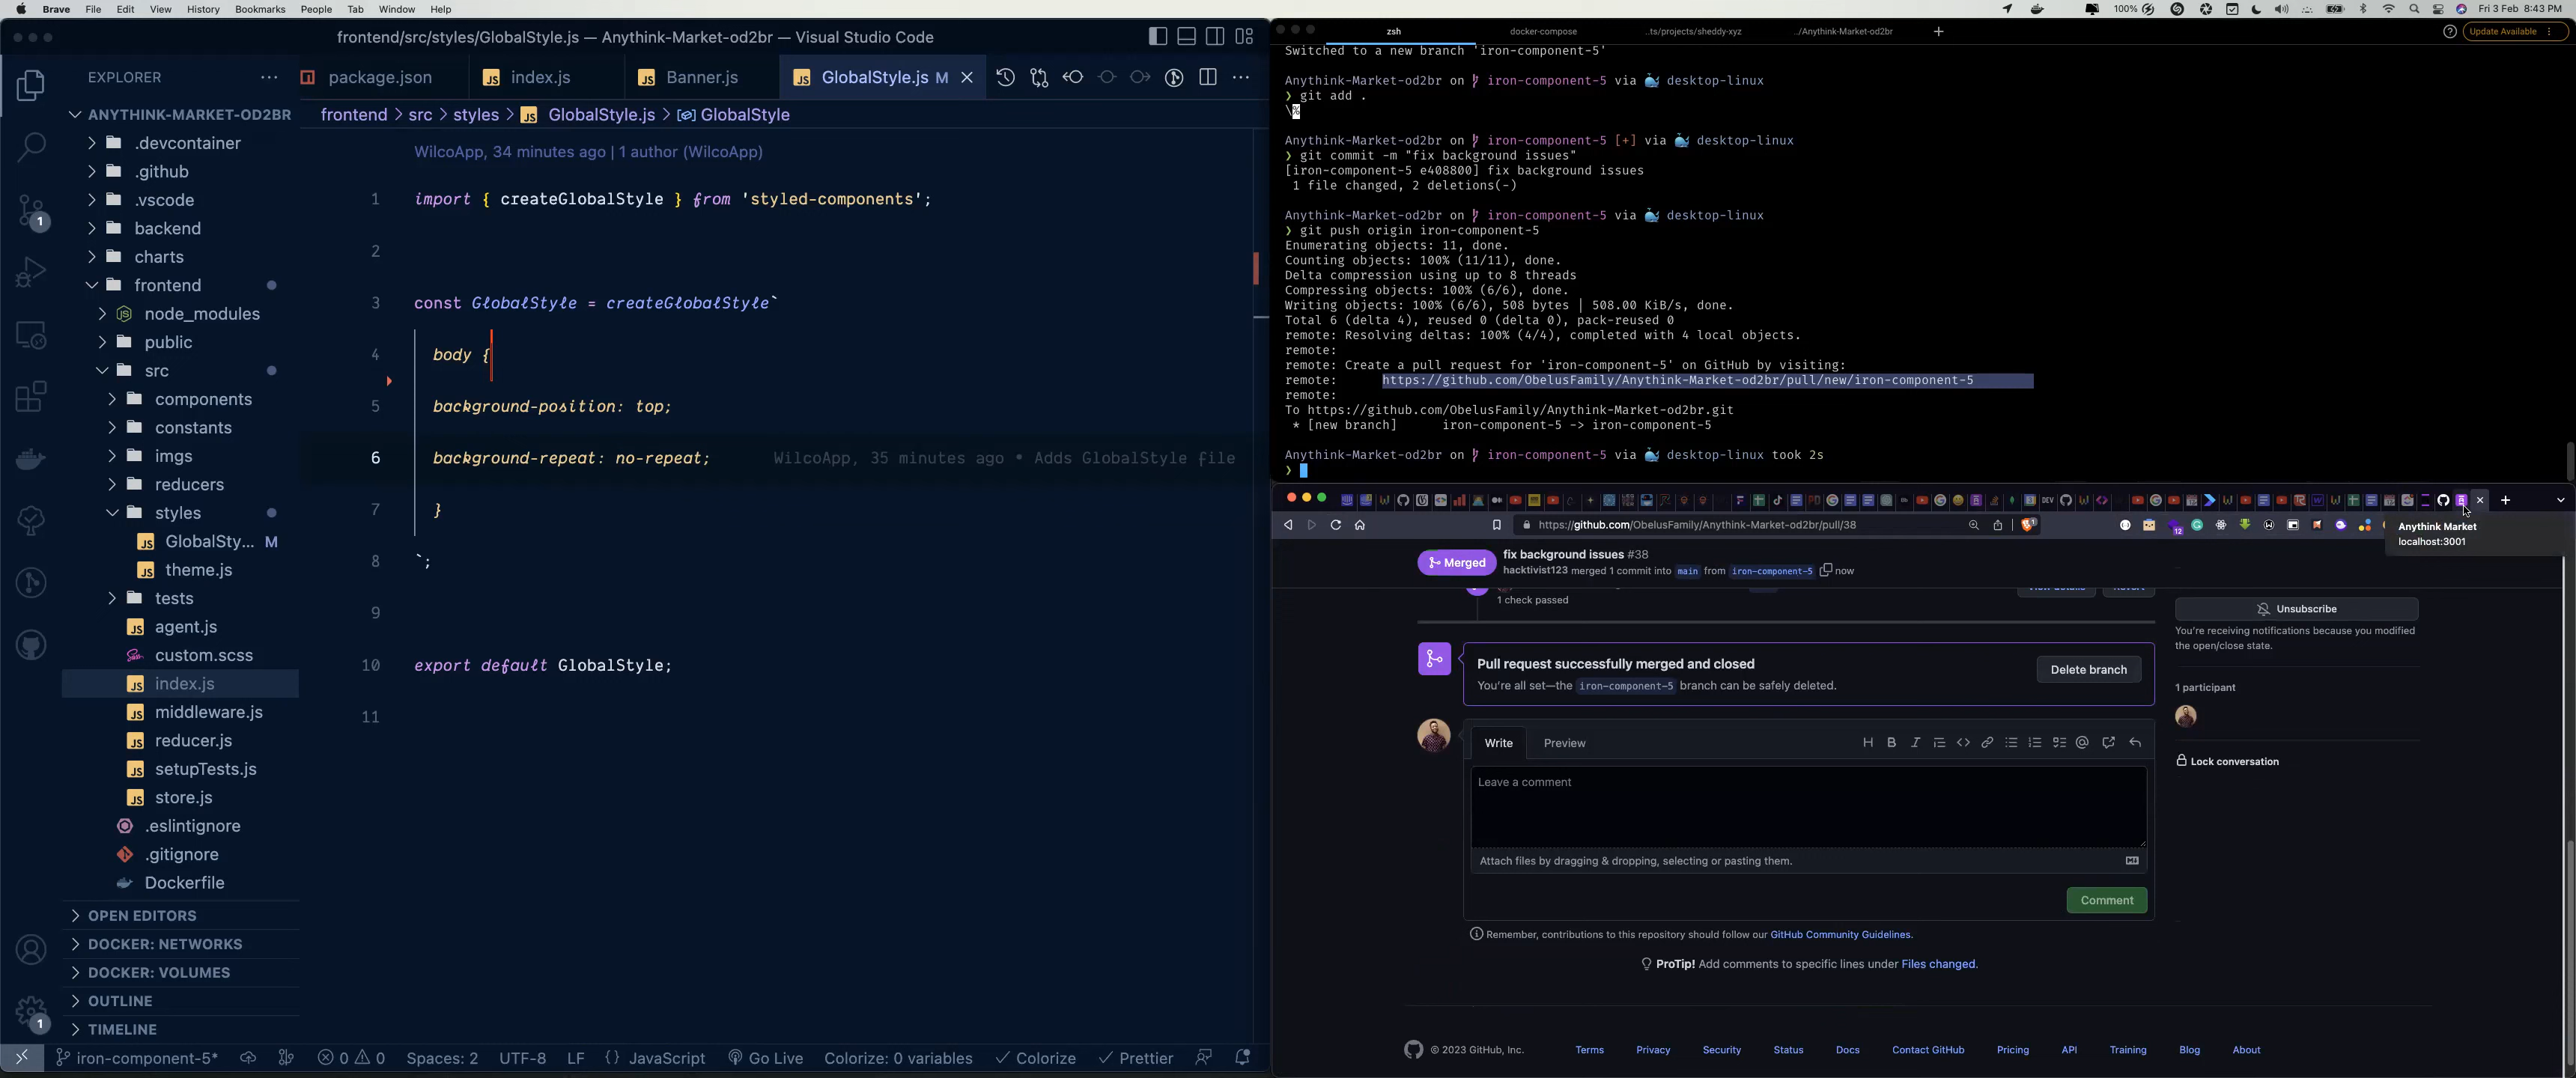 Brave File Edit View History Bookmarks People Tab Window Help
100% Fri 3 Feb 8:43 PM
frontend/src/styles/GlobalStyle.js — Anythink-Market-od2br — Visual Studio Code
EXPLORER
package.json index.js Banner.js GlobalStyle.js M
frontend > src > styles > GlobalStyle.js > GlobalStyle
ANYTHINK-MARKET-OD2BR
.devcontainer
.github
.vscode
backend
charts
frontend
node_modules
public
src
components
constants
imgs
reducers
styles
GlobalSty... M
theme.js
tests
agent.js
custom.scss
index.js
middleware.js
reducer.js
setupTests.js
store.js
.eslintignore
.gitignore
Dockerfile
OPEN EDITORS
DOCKER: NETWORKS
DOCKER: VOLUMES
OUTLINE
TIMELINE
1
1
WilcoApp, 34 minutes ago | 1 author (WilcoApp)
1 import { createGlobalStyle } from 'styled-components';
2
3 const GlobalStyle = createGlobalStyle`
4 body {
5 background-position: top;
6 background-repeat: no-repeat; WilcoApp, 35 minutes ago • Adds GlobalStyle file
7 }
8 `;
9
10 export default GlobalStyle;
11
iron-component-5* 0 0 Spaces: 2 UTF-8 LF {} JavaScript Go Live Colorize: 0 variables Colorize Prettier
zsh docker-compose ..ts/projects/sheddy-xyz ../Anythink-Market-od2br + Update Available
Switched to a new branch 'iron-component-5'
Anythink-Market-od2br on iron-component-5 via desktop-linux
❯ git add .
\%
Anythink-Market-od2br on iron-component-5 [+] via desktop-linux
❯ git commit -m "fix background issues"
[iron-component-5 e408800] fix background issues
1 file changed, 2 deletions(-)
Anythink-Market-od2br on iron-component-5 via desktop-linux
❯ git push origin iron-component-5
Enumerating objects: 11, done.
Counting objects: 100% (11/11), done.
Delta compression using up to 8 threads
Compressing objects: 100% (6/6), done.
Writing objects: 100% (6/6), 508 bytes | 508.00 KiB/s, done.
Total 6 (delta 4), reused 0 (delta 0), pack-reused 0
remote: Resolving deltas: 100% (4/4), completed with 4 local objects.
remote:
remote: Create a pull request for 'iron-component-5' on GitHub by visiting:
remote: https://github.com/ObelusFamily/Anythink-Market-od2br/pull/new/iron-component-5
remote:
To https://github.com/ObelusFamily/Anythink-Market-od2br.git
* [new branch] iron-component-5 -> iron-component-5
Anythink-Market-od2br on iron-component-5 via desktop-linux took 2s
❯
https://github.com/ObelusFamily/Anythink-Market-od2br/pull/38
Anythink Market
localhost:3001
Merged
fix background issues #38
hacktivist123 merged 1 commit into main from iron-component-5 now
1 check passed
Unsubscribe
You're receiving notifications because you modified
the open/close state.
Pull request successfully merged and closed
You're all set—the iron-component-5 branch can be safely deleted.
Delete branch
1 participant
Write Preview
Lock conversation
Leave a comment
Attach files by dragging & dropping, selecting or pasting them.
Comment
Remember, contributions to this repository should follow our GitHub Community Guidelines.
ProTip! Add comments to specific lines under Files changed.
© 2023 GitHub, Inc. Terms Privacy Security Status Docs Contact GitHub Pricing API Training Blog About